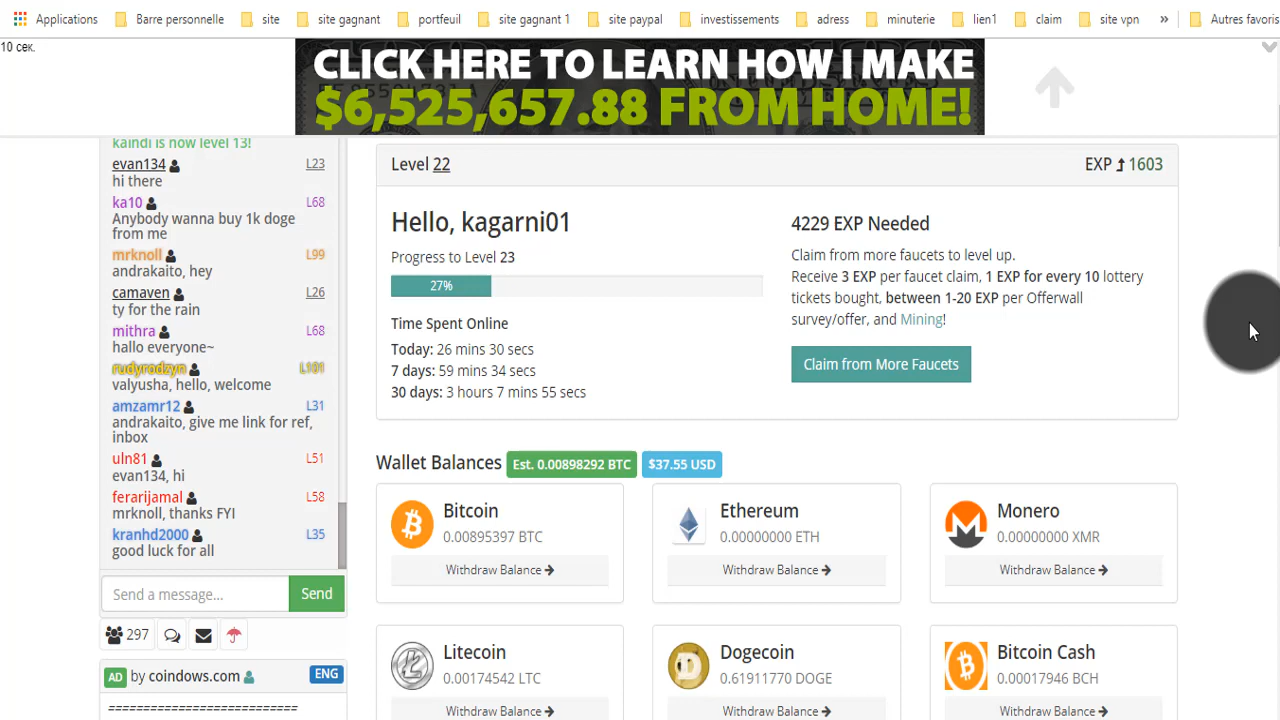 Applications Barre personnelle site site gagnant portfeuil site gagnant 1 site paypal investissements adress minuterie lien1 claim site vpn » Autres favoris
10 сек.
CLICK HERE TO LEARN HOW I MAKE
$6,525,657.88 FROM HOME!
kaindi is now level 13!
evan134 L23
hi there
ka10 L68
Anybody wanna buy 1k doge
from me
mrknoll L99
andrakaito, hey
camaven L26
ty for the rain
mithra L68
hallo everyone~
rudyrodzyn L101
valyusha, hello, welcome
amzamr12 L31
andrakaito, give me link for ref,
inbox
uln81 L51
evan134, hi
ferarijamal L58
mrknoll, thanks FYI
kranhd2000 L35
good luck for all
Send a message... Send
297
AD by coindows.com ENG
===========================
Level 22 EXP 1603
Hello, kagarni01
Progress to Level 23
27%
Time Spent Online
Today: 26 mins 30 secs
7 days: 59 mins 34 secs
30 days: 3 hours 7 mins 55 secs
4229 EXP Needed
Claim from more faucets to level up.
Receive 3 EXP per faucet claim, 1 EXP for every 10 lottery
tickets bought, between 1-20 EXP per Offerwall
survey/offer, and Mining!
Claim from More Faucets
Wallet Balances Est. 0.00898292 BTC $37.55 USD
Bitcoin
0.00895397 BTC
Withdraw Balance
Ethereum
0.00000000 ETH
Withdraw Balance
Monero
0.00000000 XMR
Withdraw Balance
Litecoin
0.00174542 LTC
Withdraw Balance
Dogecoin
0.61911770 DOGE
Withdraw Balance
Bitcoin Cash
0.00017946 BCH
Withdraw Balance